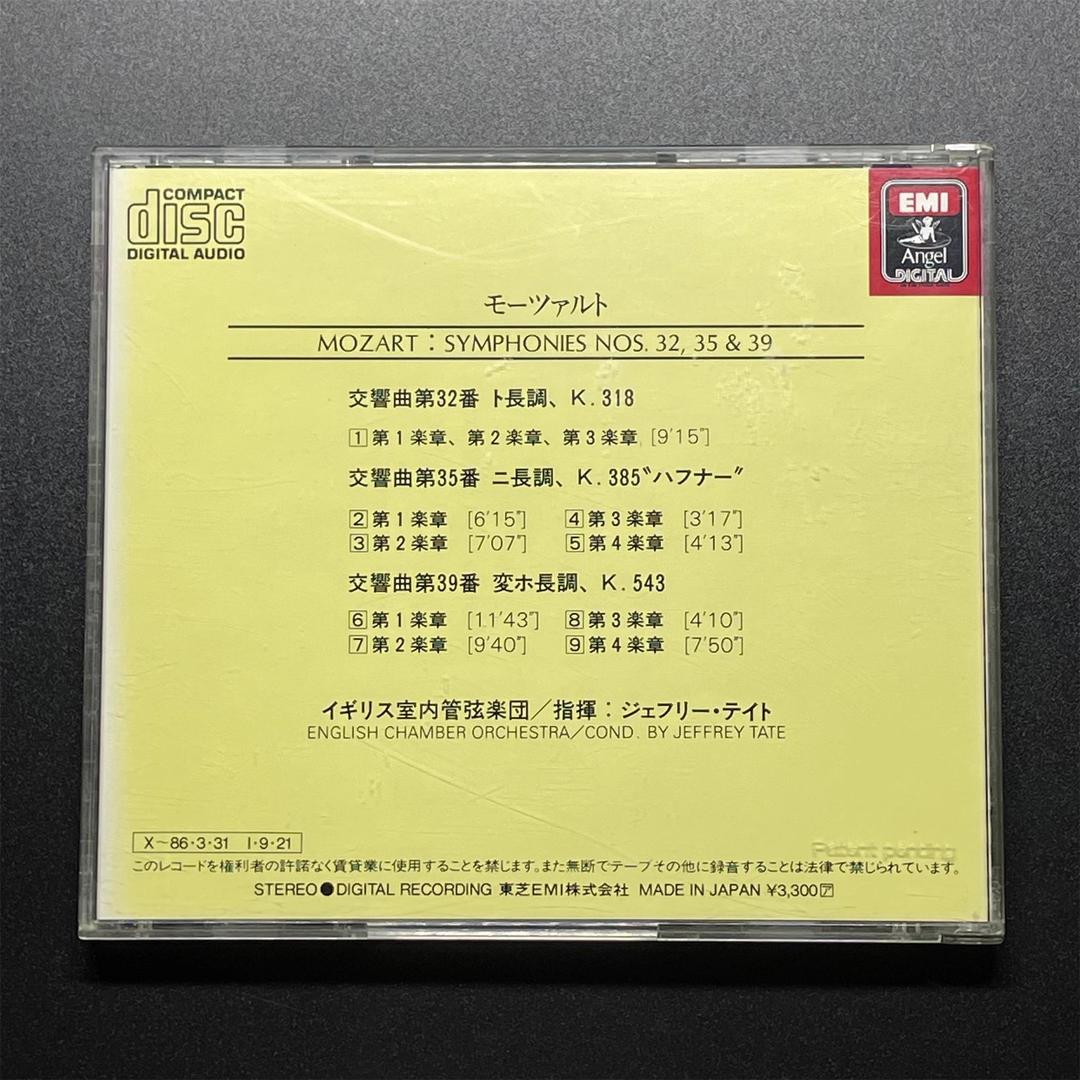 COMPACT
disc
DIGITAL AUDIO
EMI
Angel
DIGITAL
モーツァルト
MOZART : SYMPHONIES NOS. 32, 35 & 39
交響曲第32番 ト長調、K. 318
1 第1楽章、第2楽章、第3楽章 [9'15"]
交響曲第35番 ニ長調、K. 385〝ハフナー〟
2 第1楽章 [6'15"] 4 第3楽章 [3'17"]
3 第2楽章 [7'07"] 5 第4楽章 [4'13"]
交響曲第39番 変ホ長調、K. 543
6 第1楽章 [11'43"] 8 第3楽章 [4'10"]
7 第2楽章 [9'40"] 9 第4楽章 [7'50"]
イギリス室内管弦楽団／指揮：ジェフリー・テイト
ENGLISH CHAMBER ORCHESTRA/COND. BY JEFFREY TATE
X~86・3・31 I・9・21
Patent pending
このレコードを権利者の許諾なく賃貸業に使用することを禁じます。また無断でテープその他に録音することは法律で禁じられています。
STEREO●DIGITAL RECORDING 東芝EMI株式会社 MADE IN JAPAN ¥3,300ア